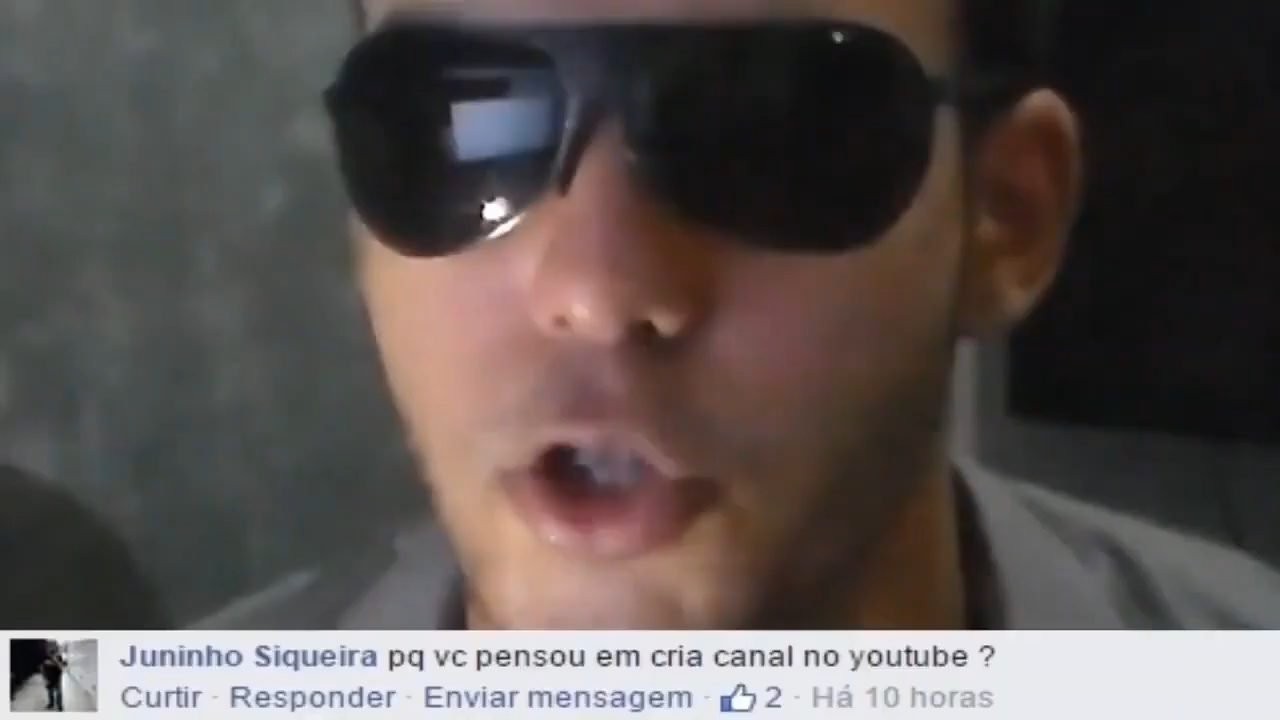 Juninho Siqueira pq vc pensou em cria canal no youtube ?
Curtir · Responder · Enviar mensagem · 2 · Há 10 horas